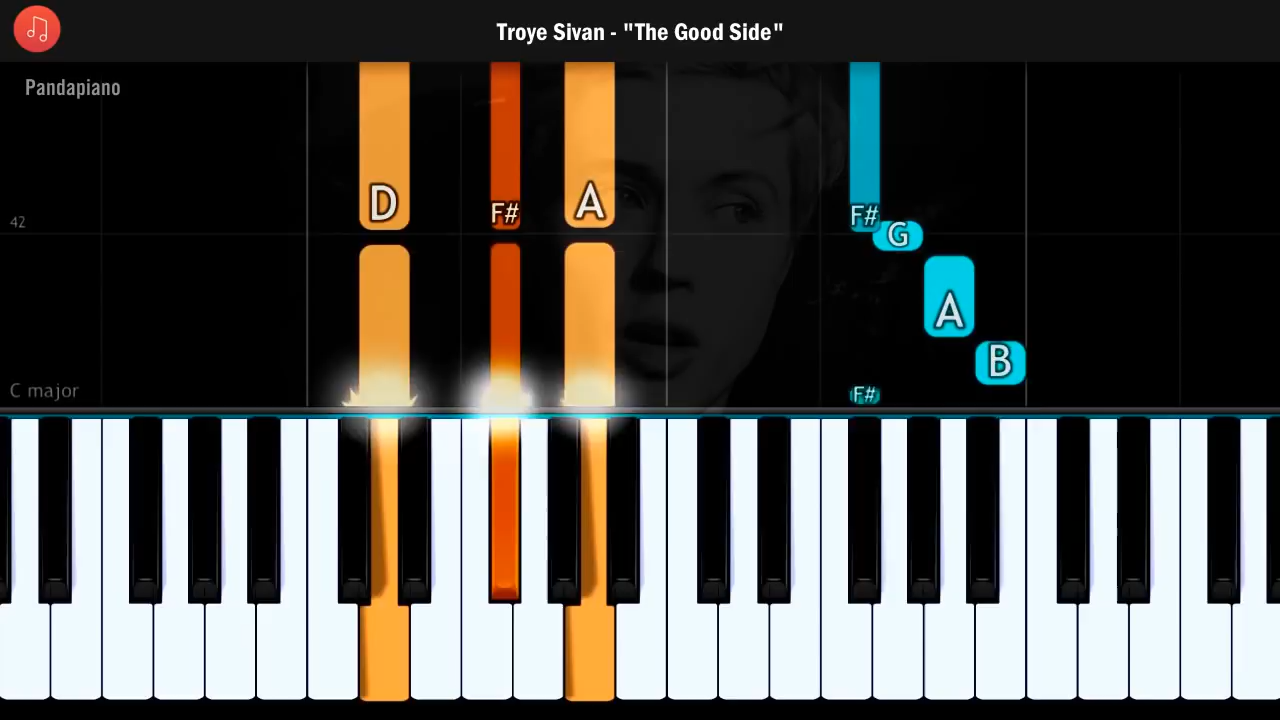 Troye Sivan - "The Good Side"
Pandapiano
D F# A F#
42
G
A
B
C major
F#